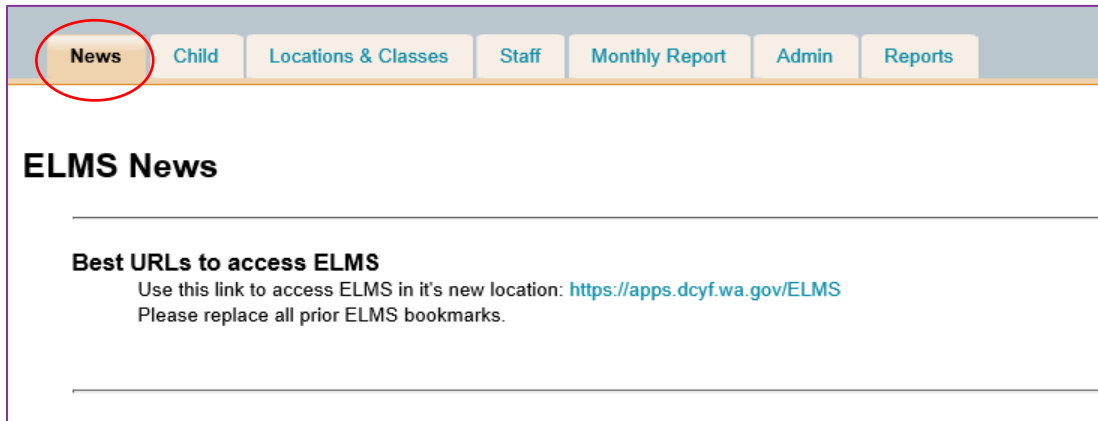 News Child Locations & Classes Staff Monthly Report Admin Reports
ELMS News
Best URLs to access ELMS
Use this link to access ELMS in it's new location: https://apps.dcyf.wa.gov/ELMS
Please replace all prior ELMS bookmarks.